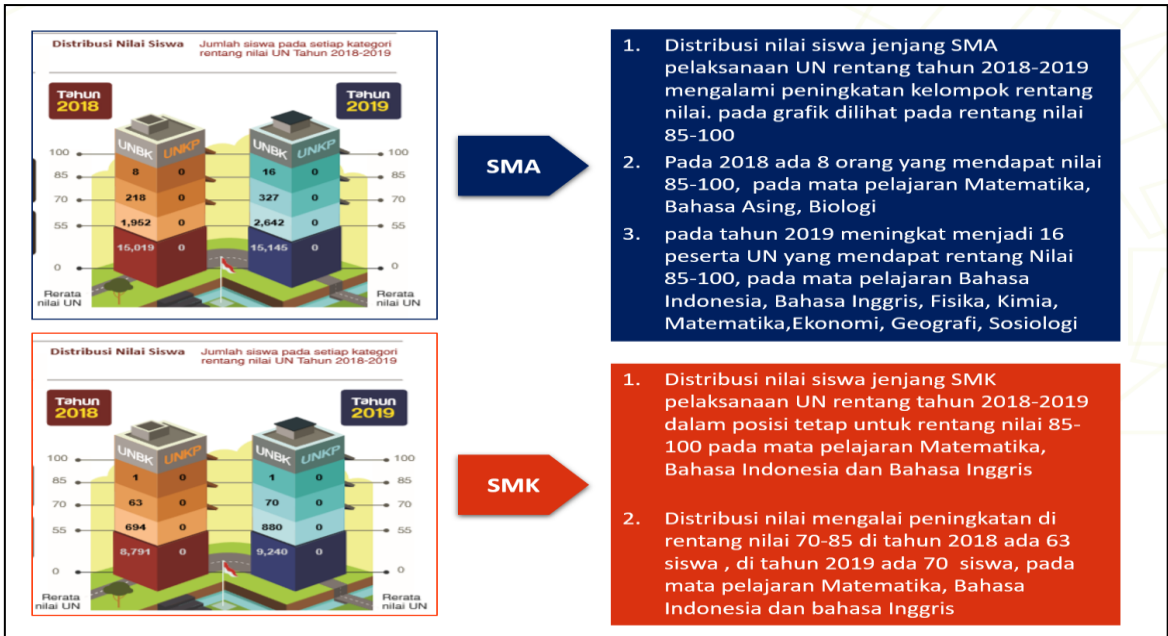 Distribusi Nilai Siswa
Jumlah siswa pada setiap kategori
rentang nilai UN Tahun 2018-2019
Tahun
2018
Tahun
2019
UNBK UNKP
UNBK UNKP
100
100
85
8 0
16 0
85
70
218 0
327 0
70
55
1,952 0
2,642 0
55
15,019 0
15,145 0
0
0
Rerata
nilai UN
Rerata
nilai UN
SMA
1. Distribusi nilai siswa jenjang SMA
pelaksanaan UN rentang tahun 2018-2019
mengalami peningkatan kelompok rentang
nilai. pada grafik dilihat pada rentang nilai
85-100
2. Pada 2018 ada 8 orang yang mendapat nilai
85-100, pada mata pelajaran Matematika,
Bahasa Asing, Biologi
3. pada tahun 2019 meningkat menjadi 16
peserta UN yang mendapat rentang Nilai
85-100, pada mata pelajaran Bahasa
Indonesia, Bahasa Inggris, Fisika, Kimia,
Matematika,Ekonomi, Geografi, Sosiologi
Distribusi Nilai Siswa
Jumlah siswa pada setiap kategori
rentang nilai UN Tahun 2018-2019
Tahun
2018
Tahun
2019
UNBK UNKP
UNBK UNKP
100
100
85
1 0
1 0
85
70
63 0
70 0
70
55
694 0
880 0
55
8,791 0
9,240 0
0
0
Rerata
nilai UN
Rerata
nilai UN
SMK
1. Distribusi nilai siswa jenjang SMK
pelaksanaan UN rentang tahun 2018-2019
dalam posisi tetap untuk rentang nilai 85-
100 pada mata pelajaran Matematika,
Bahasa Indonesia dan Bahasa Inggris
2. Distribusi nilai mengalai peningkatan di
rentang nilai 70-85 di tahun 2018 ada 63
siswa , di tahun 2019 ada 70 siswa, pada
mata pelajaran Matematika, Bahasa
Indonesia dan bahasa Inggris